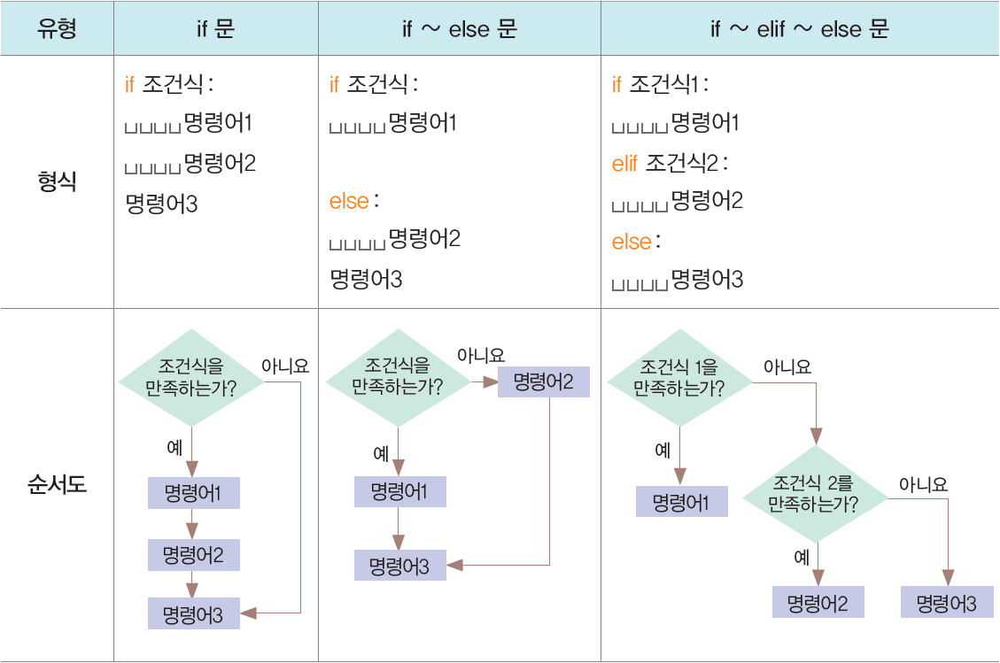 유형
if 문
if ~ else 문
if ~ elif ~ else 문
형식
if 조건식 :
␣␣␣␣명령어1
␣␣␣␣명령어2
명령어3
if 조건식 :
␣␣␣␣명령어1
else :
␣␣␣␣명령어2
명령어3
if 조건식1 :
␣␣␣␣명령어1
elif 조건식2 :
␣␣␣␣명령어2
else :
␣␣␣␣명령어3
순서도
조건식을
만족하는가?
아니요
예
명령어1
명령어2
명령어3
조건식을
만족하는가?
아니요
명령어2
예
명령어1
명령어3
조건식 1을
만족하는가?
아니요
예
명령어1
조건식 2를
만족하는가?
아니요
예
명령어2
명령어3